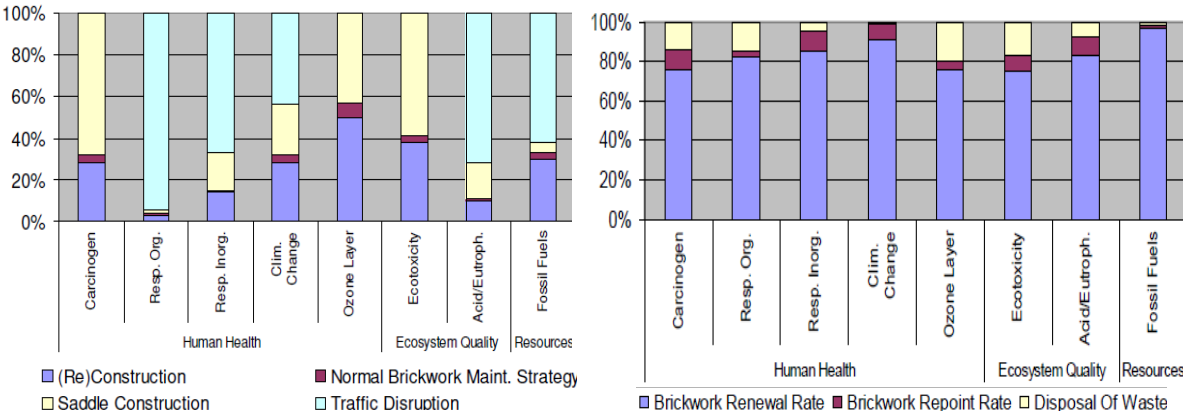 100%
80%
60%
40%
20%
0%
Carcinogen
Resp. Org.
Resp. Inorg.
Clim.
Change
Ozone Layer
Ecotoxicity
Acid/Eutroph.
Fossil Fuels
Human Health
Ecosystem Quality
Resources
(Re)Construction
Normal Brickwork Maint. Strategy
Saddle Construction
Traffic Disruption
100%
80%
60%
40%
20%
0%
Carcinogen
Resp. Org.
Resp. Inorg.
Clim.
Change
Ozone Layer
Ecotoxicity
Acid/Eutroph.
Fossil Fuels
Human Health
Ecosystem Quality
Resources
Brickwork Renewal Rate
Brickwork Repoint Rate
Disposal Of Waste